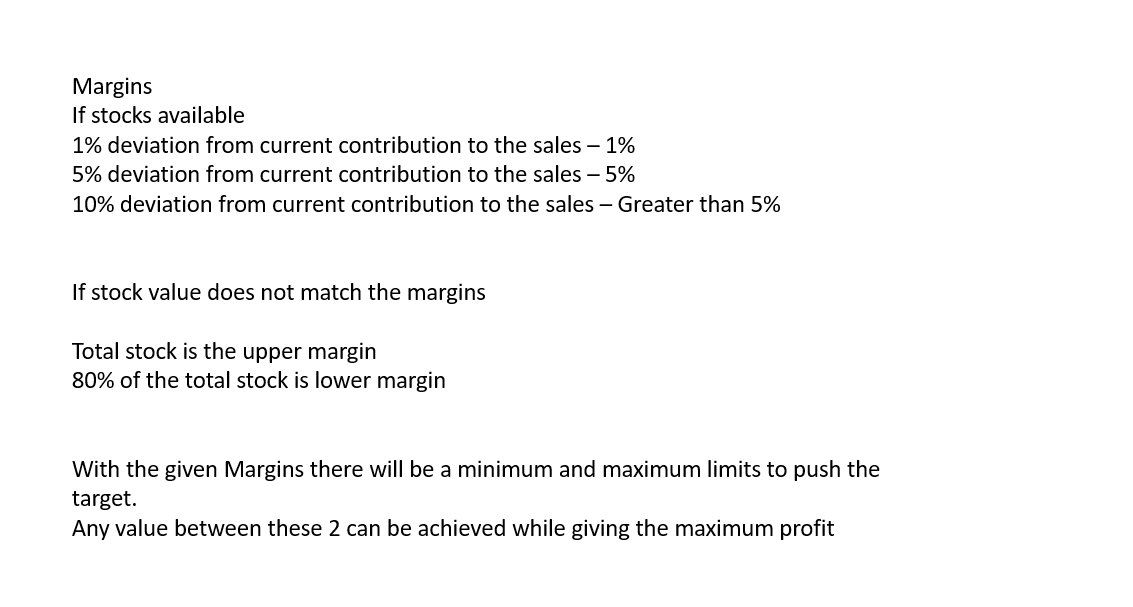 Margins
If stocks available
1% deviation from current contribution to the sales – 1%
5% deviation from current contribution to the sales – 5%
10% deviation from current contribution to the sales – Greater than 5%
If stock value does not match the margins
Total stock is the upper margin
80% of the total stock is lower margin
With the given Margins there will be a minimum and maximum limits to push the
target.
Any value between these 2 can be achieved while giving the maximum profit